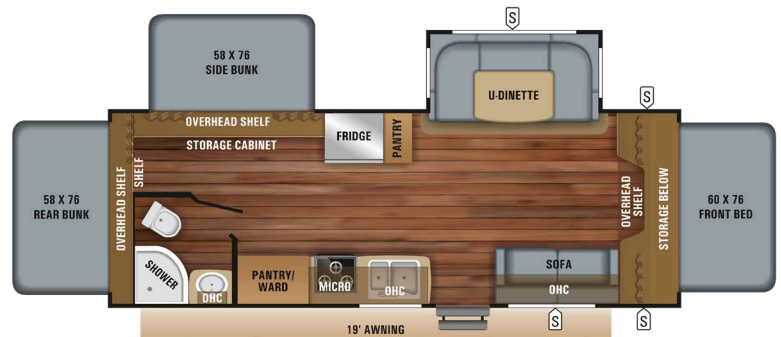 S
58 X 76
SIDE BUNK
U-DINETTE
S
OVERHEAD SHELF
STORAGE CABINET
FRIDGE
PANTRY
58 X 76
REAR BUNK
OVERHEAD SHELF
SHELF
OVERHEAD
SHELF
STORAGE BELOW
60 X 76
FRONT BED
SHOWER
OHC
PANTRY/
WARD
MICRO
OHC
SOFA
OHC
S
S
19' AWNING